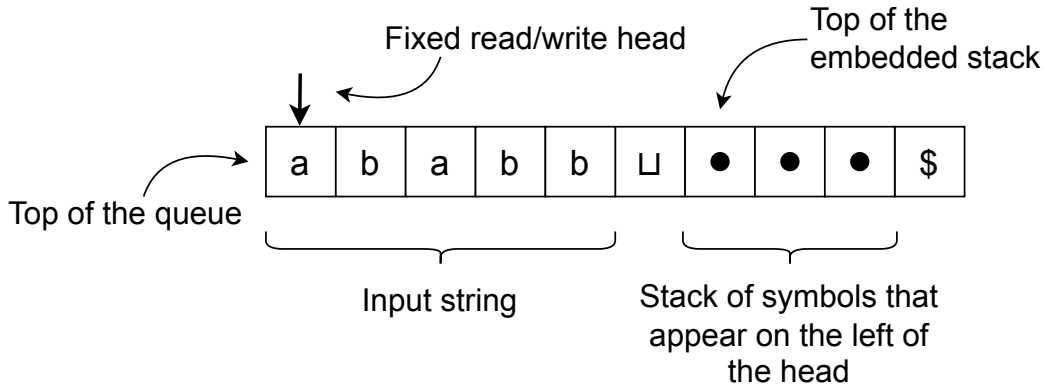 Fixed read/write head
Top of the
embedded stack
a b a b b ⊔ ● ● ● $
Top of the queue
Input string
Stack of symbols that
appear on the left of
the head